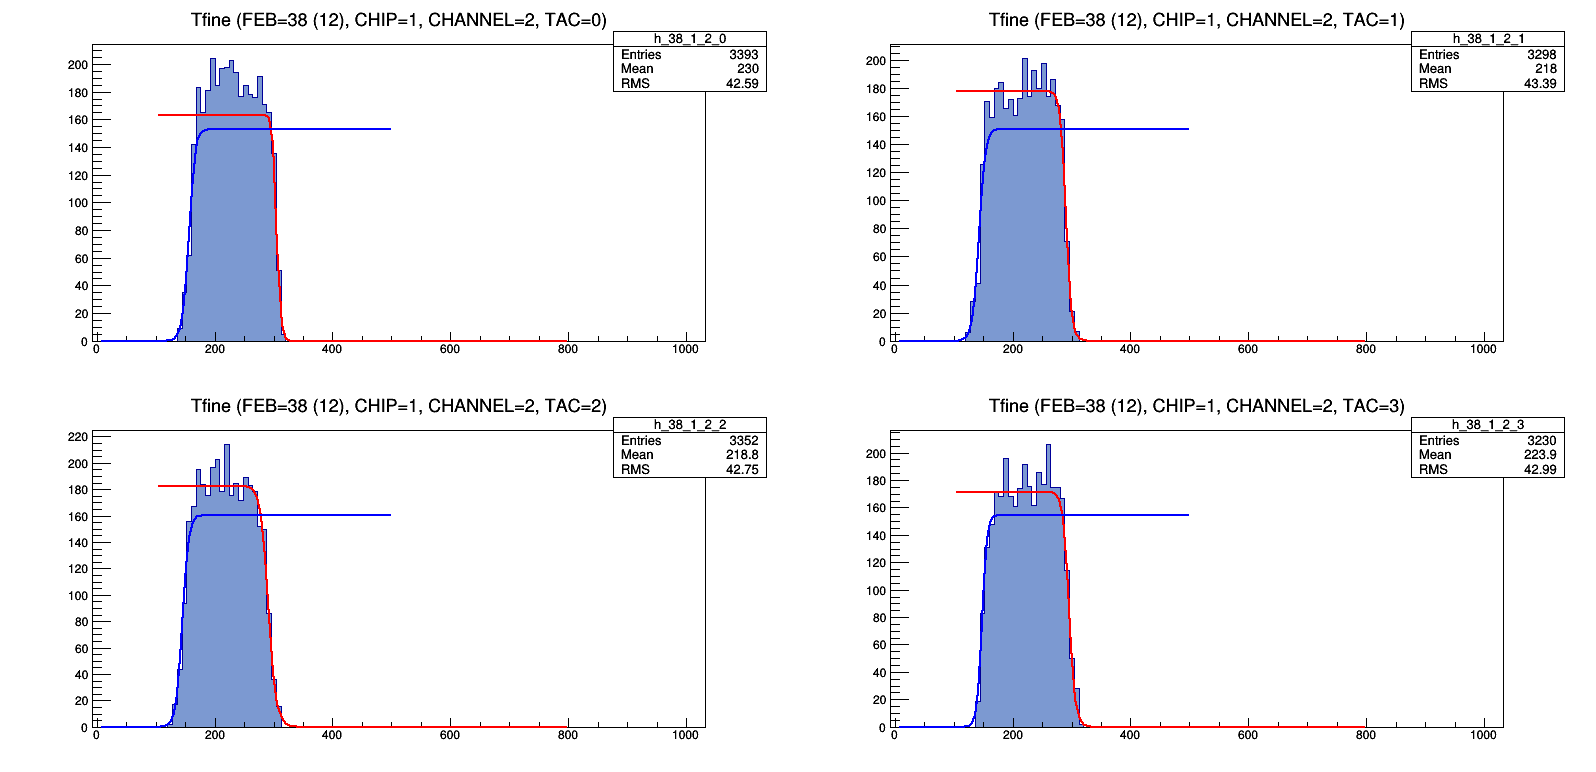 Tfine (FEB=38 (12), CHIP=1, CHANNEL=2, TAC=0)
h_38_1_2_0
Entries 3393
Mean 230
RMS 42.59
200
180
160
140
120
100
80
60
40
20
0
0 200 400 600 800 1000
Tfine (FEB=38 (12), CHIP=1, CHANNEL=2, TAC=1)
h_38_1_2_1
Entries 3298
Mean 218
RMS 43.39
200
180
160
140
120
100
80
60
40
20
0
0 200 400 600 800 1000
Tfine (FEB=38 (12), CHIP=1, CHANNEL=2, TAC=2)
h_38_1_2_2
Entries 3352
Mean 218.8
RMS 42.75
220
200
180
160
140
120
100
80
60
40
20
0
0 200 400 600 800 1000
Tfine (FEB=38 (12), CHIP=1, CHANNEL=2, TAC=3)
h_38_1_2_3
Entries 3230
Mean 223.9
RMS 42.99
200
180
160
140
120
100
80
60
40
20
0
0 200 400 600 800 1000